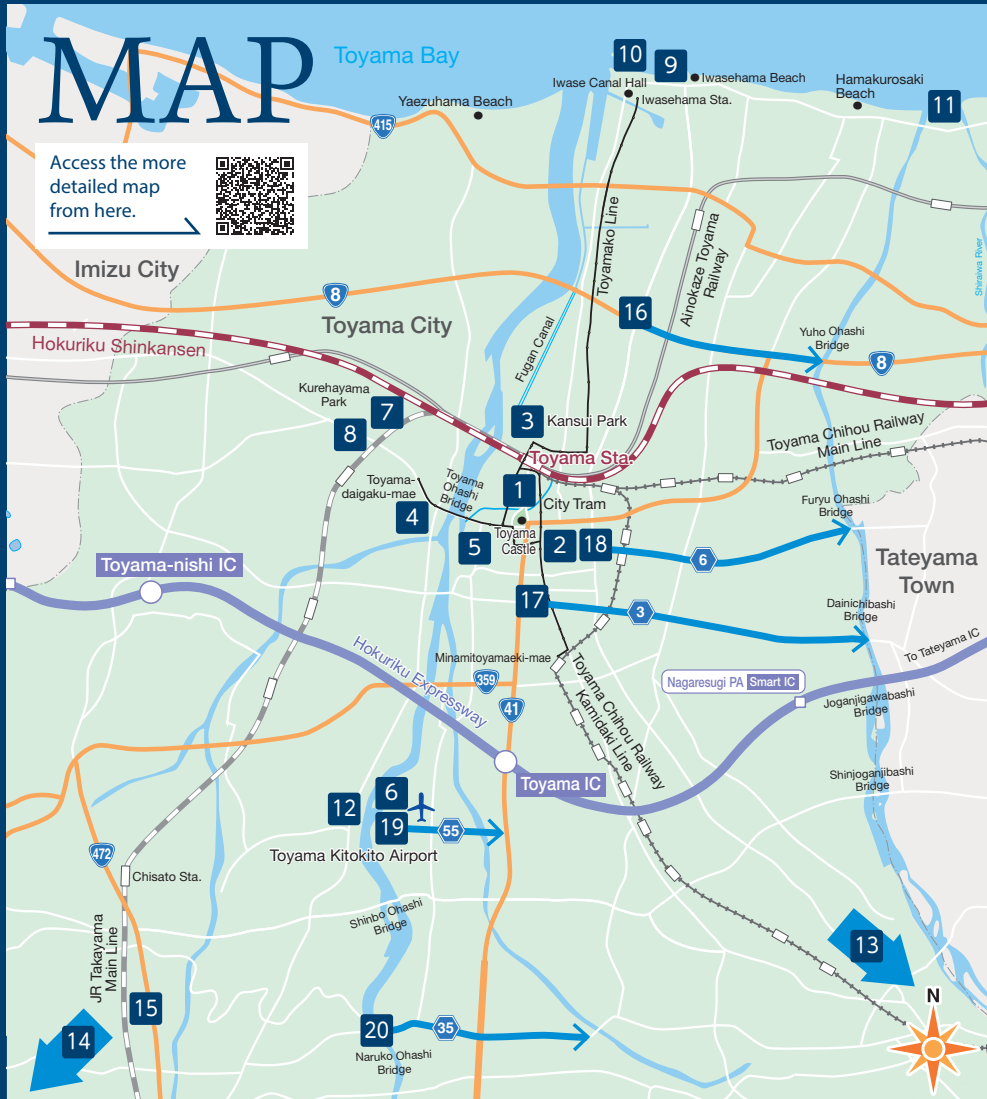 MAP
Toyama Bay
Access the more
detailed map
from here.
10
9
Iwase Canal Hall
Iwasehama Beach
Iwasehama Sta.
Hamakurosaki
Beach
11
Yaezuhama Beach
415
Imizu City
8
Toyama City
Toyamako Line
Ainokaze Toyama
Railway
Shiraiwa River
16
Yuho Ohashi
Bridge
8
Hokuriku Shinkansen
Fugan Canal
Kurehayama
Park
7
8
3
Kansui Park
Toyama Sta.
Toyama Chihou Railway
Main Line
Toyama-
daigaku-mae
Toyama
Ohashi
Bridge
1
City Tram
4
5
Toyama
Castle
2
18
6
Furyu Ohashi
Bridge
Tateyama
Town
Toyama-nishi IC
17
3
Dainichibashi
Bridge
To Tateyama IC
Hokuriku Expressway
Minamitoyamaeki-mae
359
41
Toyama Chihou Railway
Kamidaki Line
Nagaresugi PA Smart IC
Joganjigawabashi
Bridge
Toyama IC
Shinjoganjibashi
Bridge
12
6
19
55
Toyama Kitokito Airport
472
Chisato Sta.
Shinbo Ohashi
Bridge
JR Takayama
Main Line
13
N
15
14
20
35
Naruko Ohashi
Bridge